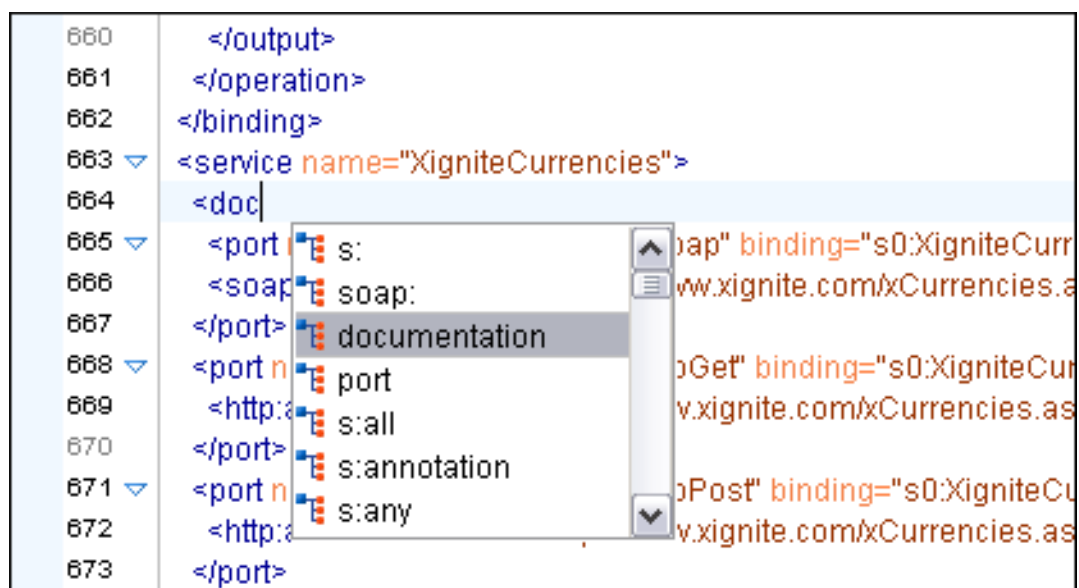 660 </output>
661 </operation>
662 </binding>
663 <service name="XigniteCurrencies">
664 <doc
665 <port oap" binding="s0:XigniteCurr
s:
666 <soap ww.xignite.com/xCurrencies.a
soap:
667 </port>
documentation
668 <port n pGet" binding="s0:XigniteCur
port
669 <http:a v.xignite.com/xCurrencies.as
s:all
670 </port>
s:annotation
671 <port n pPost" binding="s0:XigniteCu
s:any
672 <http:a v.xignite.com/xCurrencies.as
673 </port>